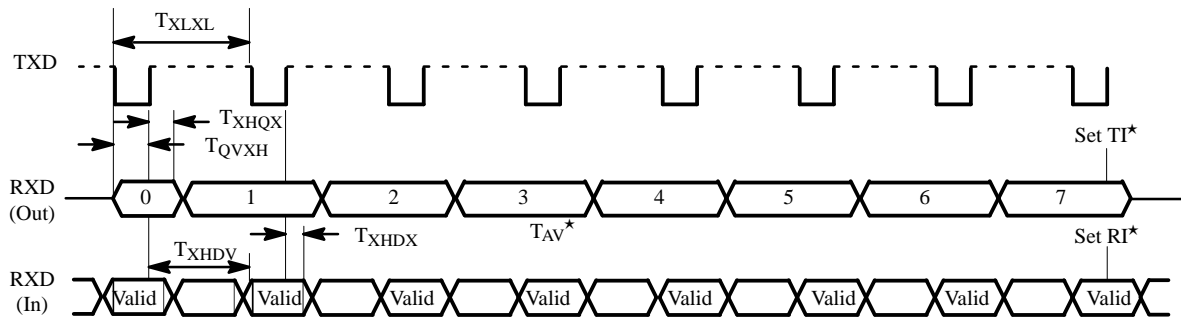 TXLXL
TXD
TXHQX
TQVXH
Set TI★
RXD
(Out)
0 1 2 3 4 5 6 7
TAV★
TXHDX
TXHDV
Set RI★
RXD
(In)
Valid Valid Valid Valid Valid Valid Valid Valid